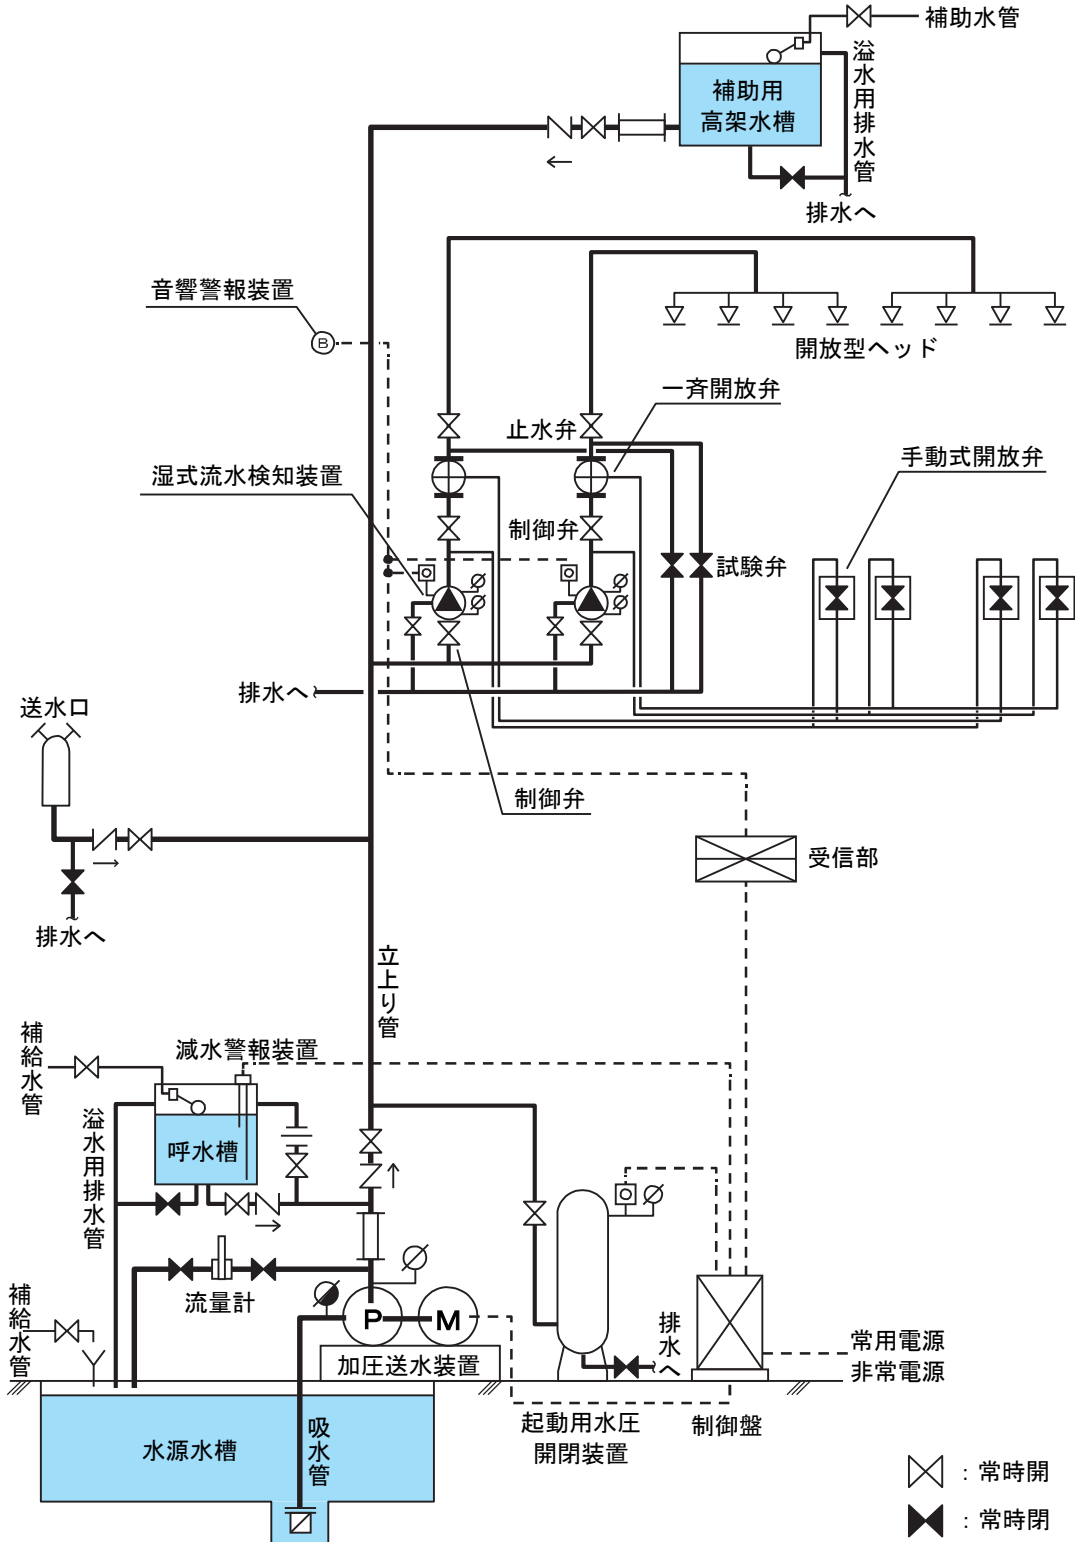 補助水管
溢水用排水管
補助用
高架水槽
排水へ
音響警報装置
B
開放型ヘッド
一斉開放弁
止水弁
手動式開放弁
湿式流水検知装置
制御弁
試験弁
排水へ
送水口
制御弁
受信部
排水へ
立上り管
補給水管
減水警報装置
溢水用排水管
呼水槽
流量計
補給水管
P
M
加圧送水装置
排水へ
常用電源
非常電源
起動用水圧
開閉装置
制御盤
水源水槽
吸水管
：常時開
：常時閉